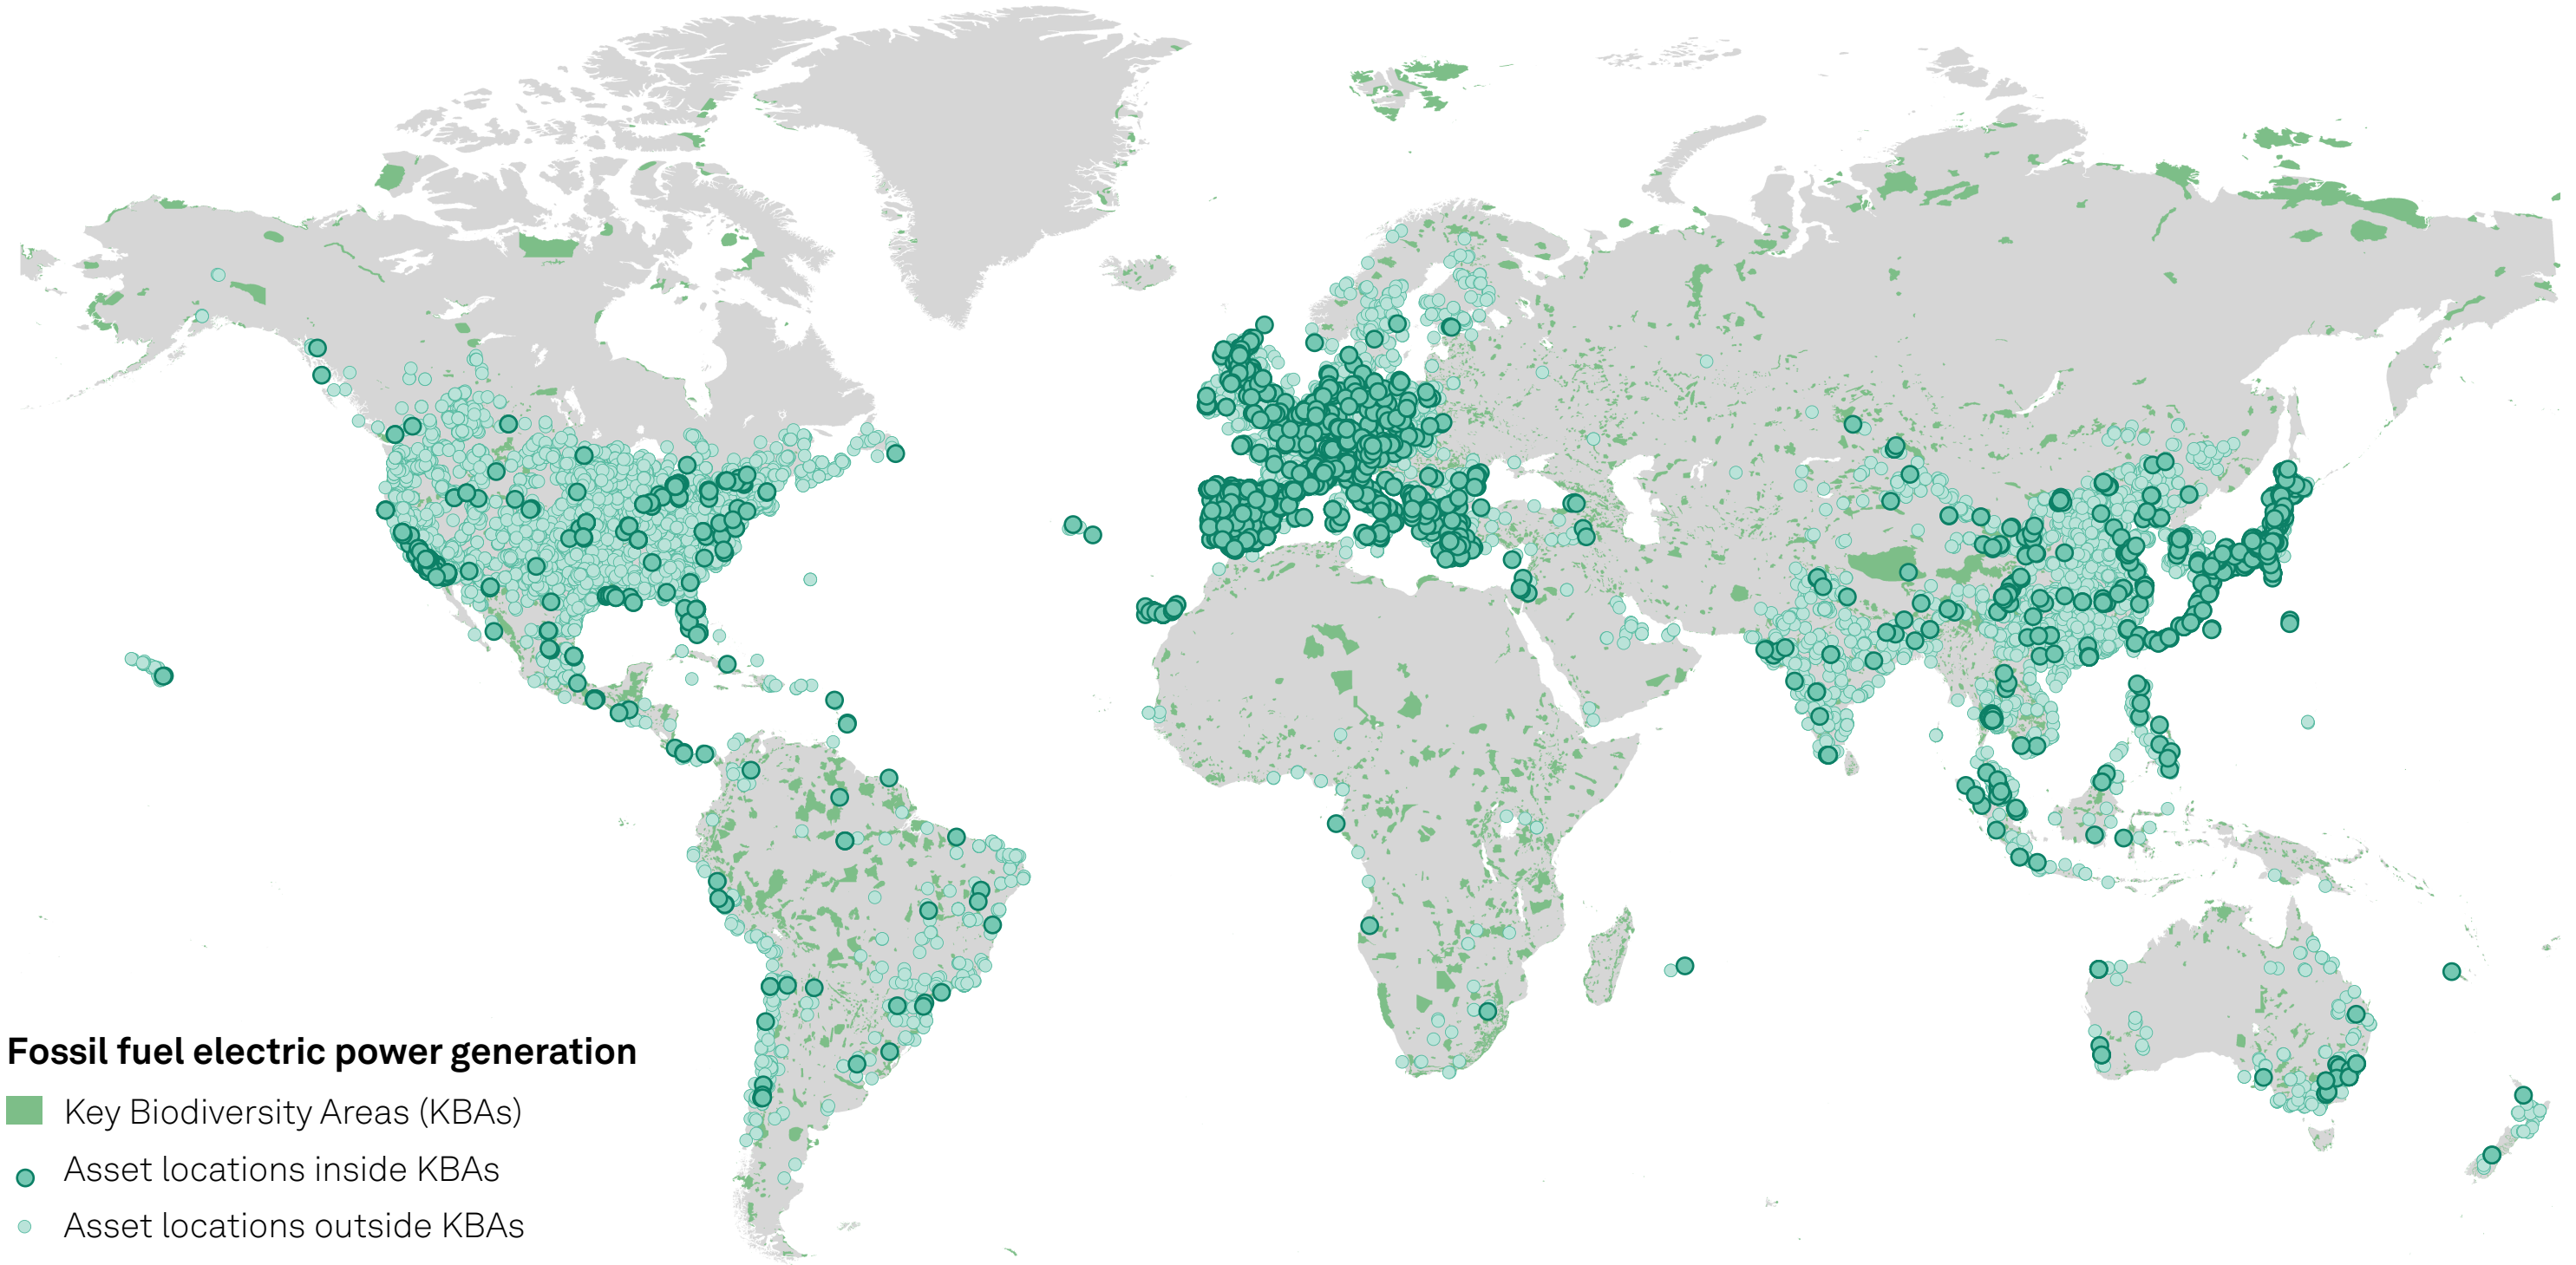 Fossil fuel electric power generation
Key Biodiversity Areas (KBAs)
Asset locations inside KBAs
Asset locations outside KBAs